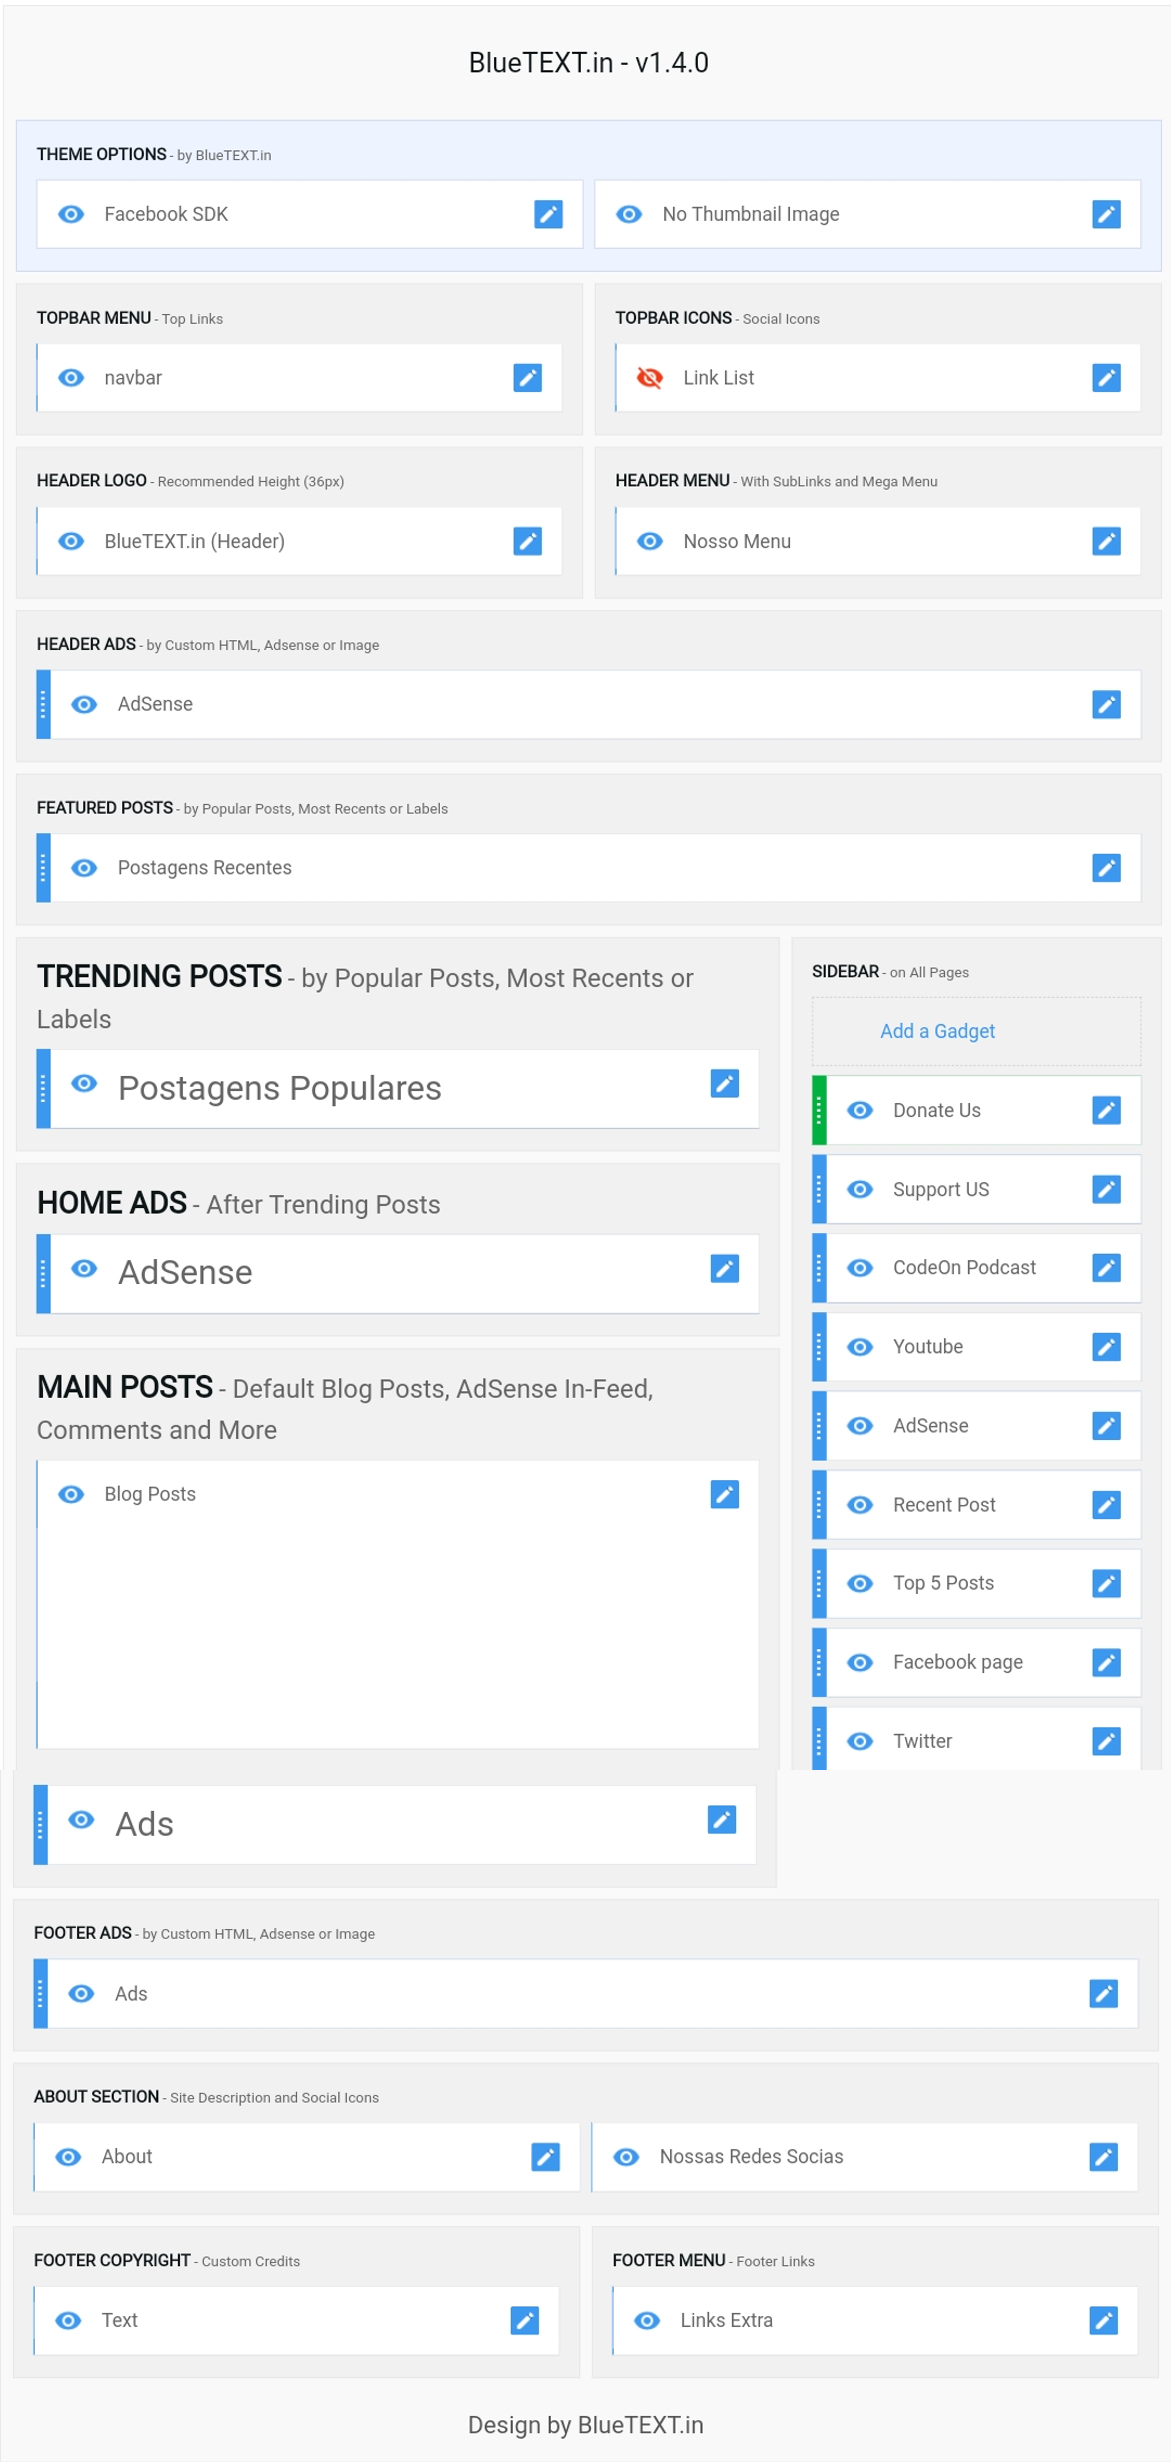 BlueTEXT.in - v1.4.0
THEME OPTIONS - by BlueTEXT.in
Facebook SDK
No Thumbnail Image
TOPBAR MENU - Top Links
navbar
TOPBAR ICONS - Social Icons
Link List
HEADER LOGO - Recommended Height (36px)
BlueTEXT.in (Header)
HEADER MENU - With SubLinks and Mega Menu
Nosso Menu
HEADER ADS - by Custom HTML, Adsense or Image
AdSense
FEATURED POSTS - by Popular Posts, Most Recents or Labels
Postagens Recentes
TRENDING POSTS - by Popular Posts, Most Recents or
Labels
Postagens Populares
HOME ADS - After Trending Posts
AdSense
MAIN POSTS - Default Blog Posts, AdSense In-Feed,
Comments and More
Blog Posts
Ads
SIDEBAR - on All Pages
Add a Gadget
Donate Us
Support US
CodeOn Podcast
Youtube
AdSense
Recent Post
Top 5 Posts
Facebook page
Twitter
FOOTER ADS - by Custom HTML, Adsense or Image
Ads
ABOUT SECTION - Site Description and Social Icons
About
Nossas Redes Socias
FOOTER COPYRIGHT - Custom Credits
Text
FOOTER MENU - Footer Links
Links Extra
Design by BlueTEXT.in